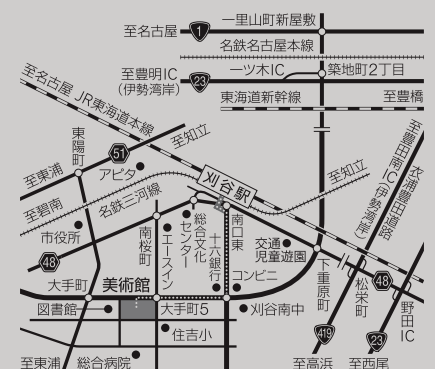 一里山町新屋敷
至名古屋
1
名鉄名古屋本線
一ツ木IC
築地町2丁目
至豊明IC
(伊勢湾岸)
23
東海道新幹線
至豊橋
至名古屋
JR東海道本線
東陽町
51
至知立
至豊田南IC(伊勢湾岸)
衣浦豊田道路
アピタ
至東浦
刈谷駅
至知立
至碧南
名鉄三河線
市役所
南桜町
エースイン
総合文化センター
十六銀行
南口東
交通
児童遊園
48
大手町
美術館
コンビニ
下重原町
松栄町
48
野田IC
図書館
大手町5
刈谷南中
住吉小
419
23
至東浦
総合病院
至高浜
至西尾